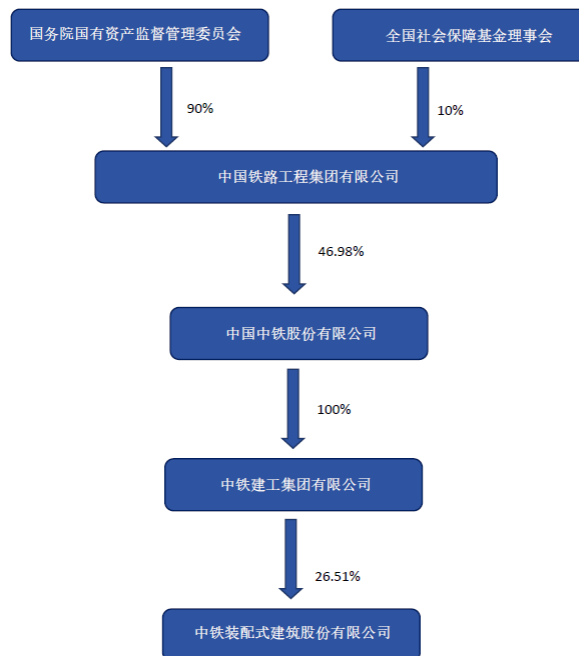 国务院国有资产监督管理委员会
全国社会保障基金理事会
90%
10%
中国铁路工程集团有限公司
46.98%
中国中铁股份有限公司
100%
中铁建工集团有限公司
26.51%
中铁装配式建筑股份有限公司